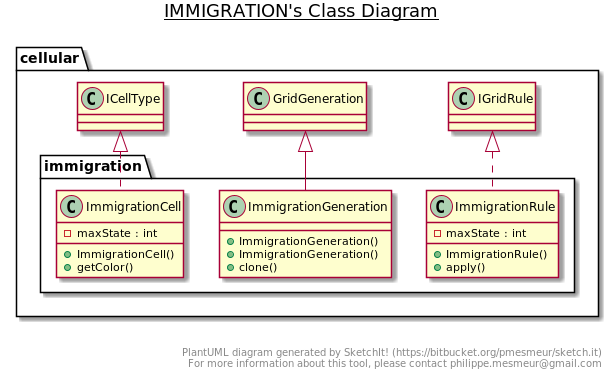 IMMIGRATION's Class Diagram
cellular
C ICellType
C GridGeneration
C IGridRule
immigration
C ImmigrationCell
maxState : int
ImmigrationCell()
getColor()
C ImmigrationGeneration
ImmigrationGeneration()
ImmigrationGeneration()
clone()
C ImmigrationRule
maxState : int
ImmigrationRule()
apply()
PlantUML diagram generated by SketchIt! (https://bitbucket.org/pmesmeur/sketch.it)
For more information about this tool, please contact philippe.mesmeur@gmail.com